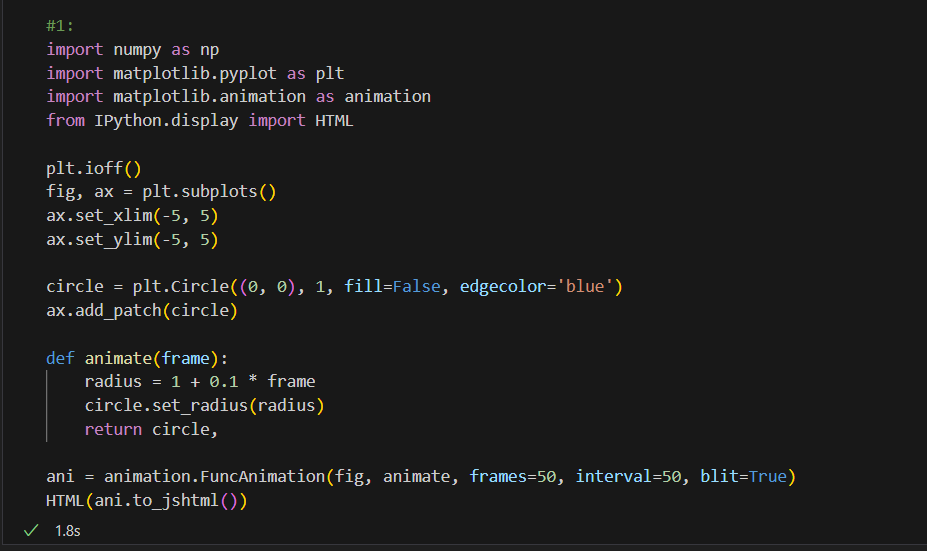 #1:
import numpy as np
import matplotlib.pyplot as plt
import matplotlib.animation as animation
from IPython.display import HTML

plt.ioff()
fig, ax = plt.subplots()
ax.set_xlim(-5, 5)
ax.set_ylim(-5, 5)

circle = plt.Circle((0, 0), 1, fill=False, edgecolor='blue')
ax.add_patch(circle)

def animate(frame):
    radius = 1 + 0.1 * frame
    circle.set_radius(radius)
    return circle,

ani = animation.FuncAnimation(fig, animate, frames=50, interval=50, blit=True)
HTML(ani.to_jshtml())
1.8s